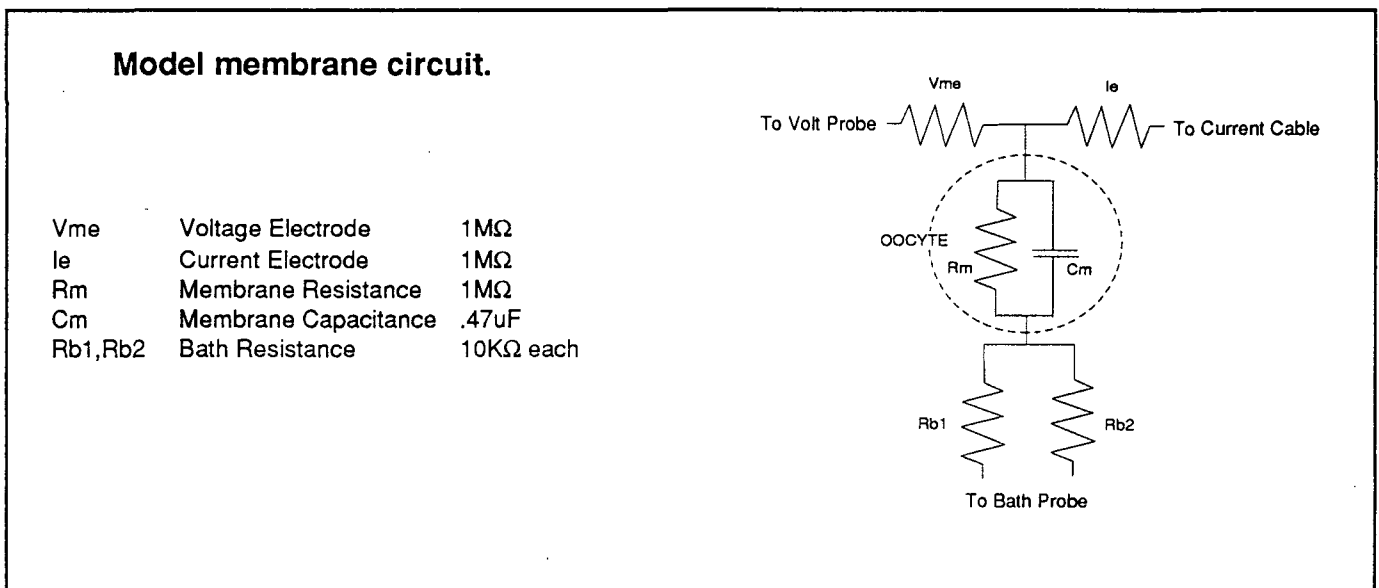 Model membrane circuit.
Vme Voltage Electrode 1MΩ
Ie Current Electrode 1MΩ
Rm Membrane Resistance 1MΩ
Cm Membrane Capacitance .47uF
Rb1,Rb2 Bath Resistance 10KΩ each
Vme
Ie
To Volt Probe
To Current Cable
OOCYTE
Rm
Cm
Rb1
Rb2
To Bath Probe